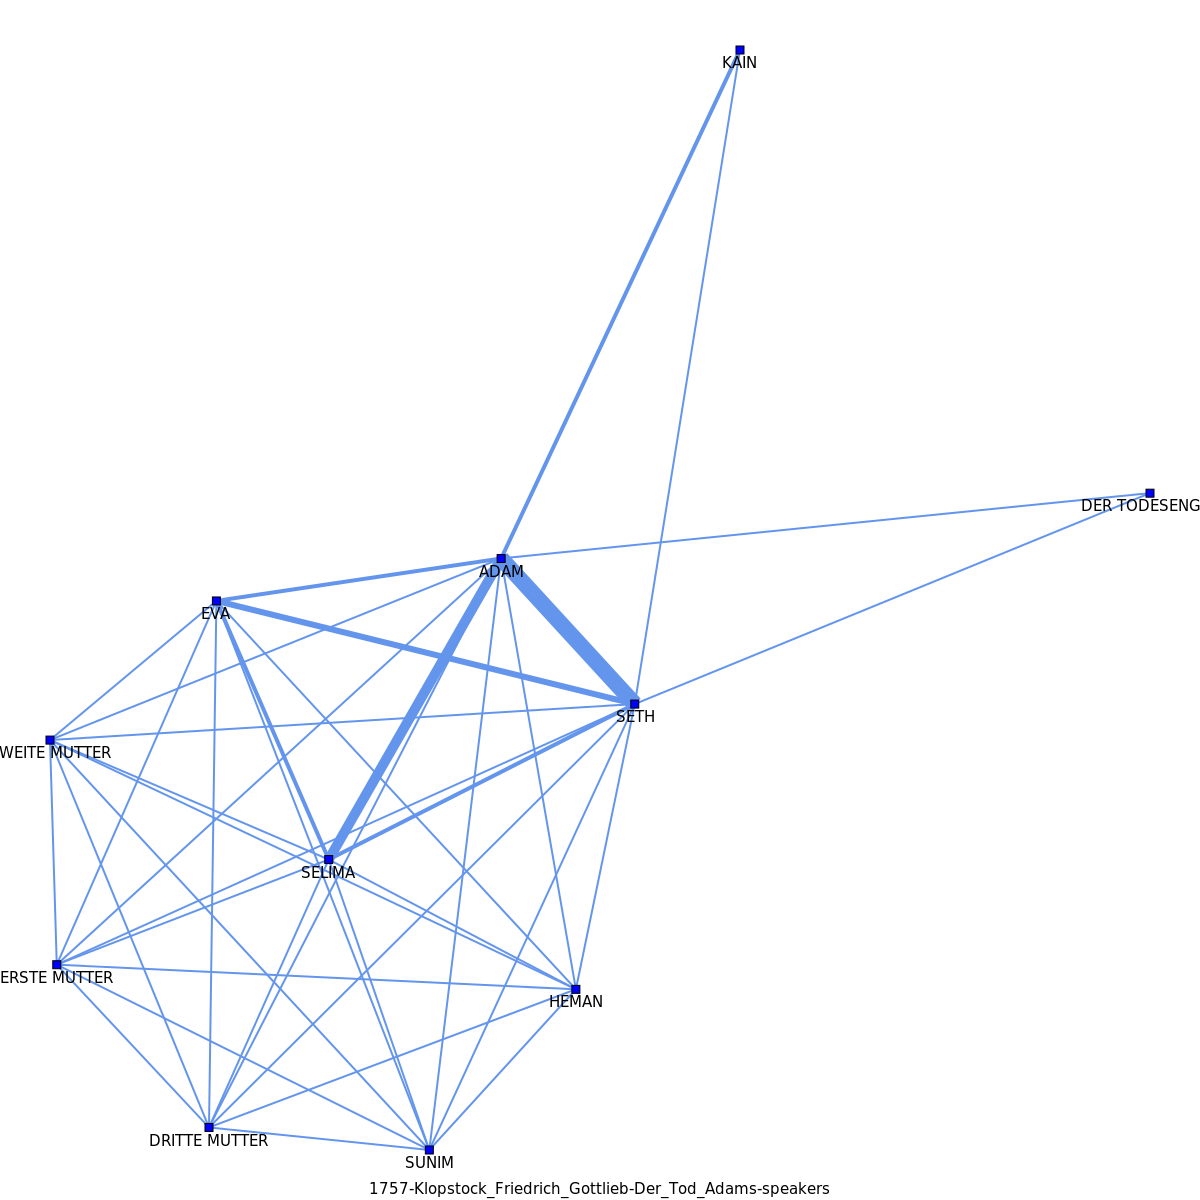 KAIN
DER TODESENG
ADAM
EVA
SETH
WEITE MUTTER
SELIMA
ERSTE MUTTER
HEMAN
DRITTE MUTTER
SUNIM
1757-Klopstock_Friedrich_Gottlieb-Der_Tod_Adams-speakers